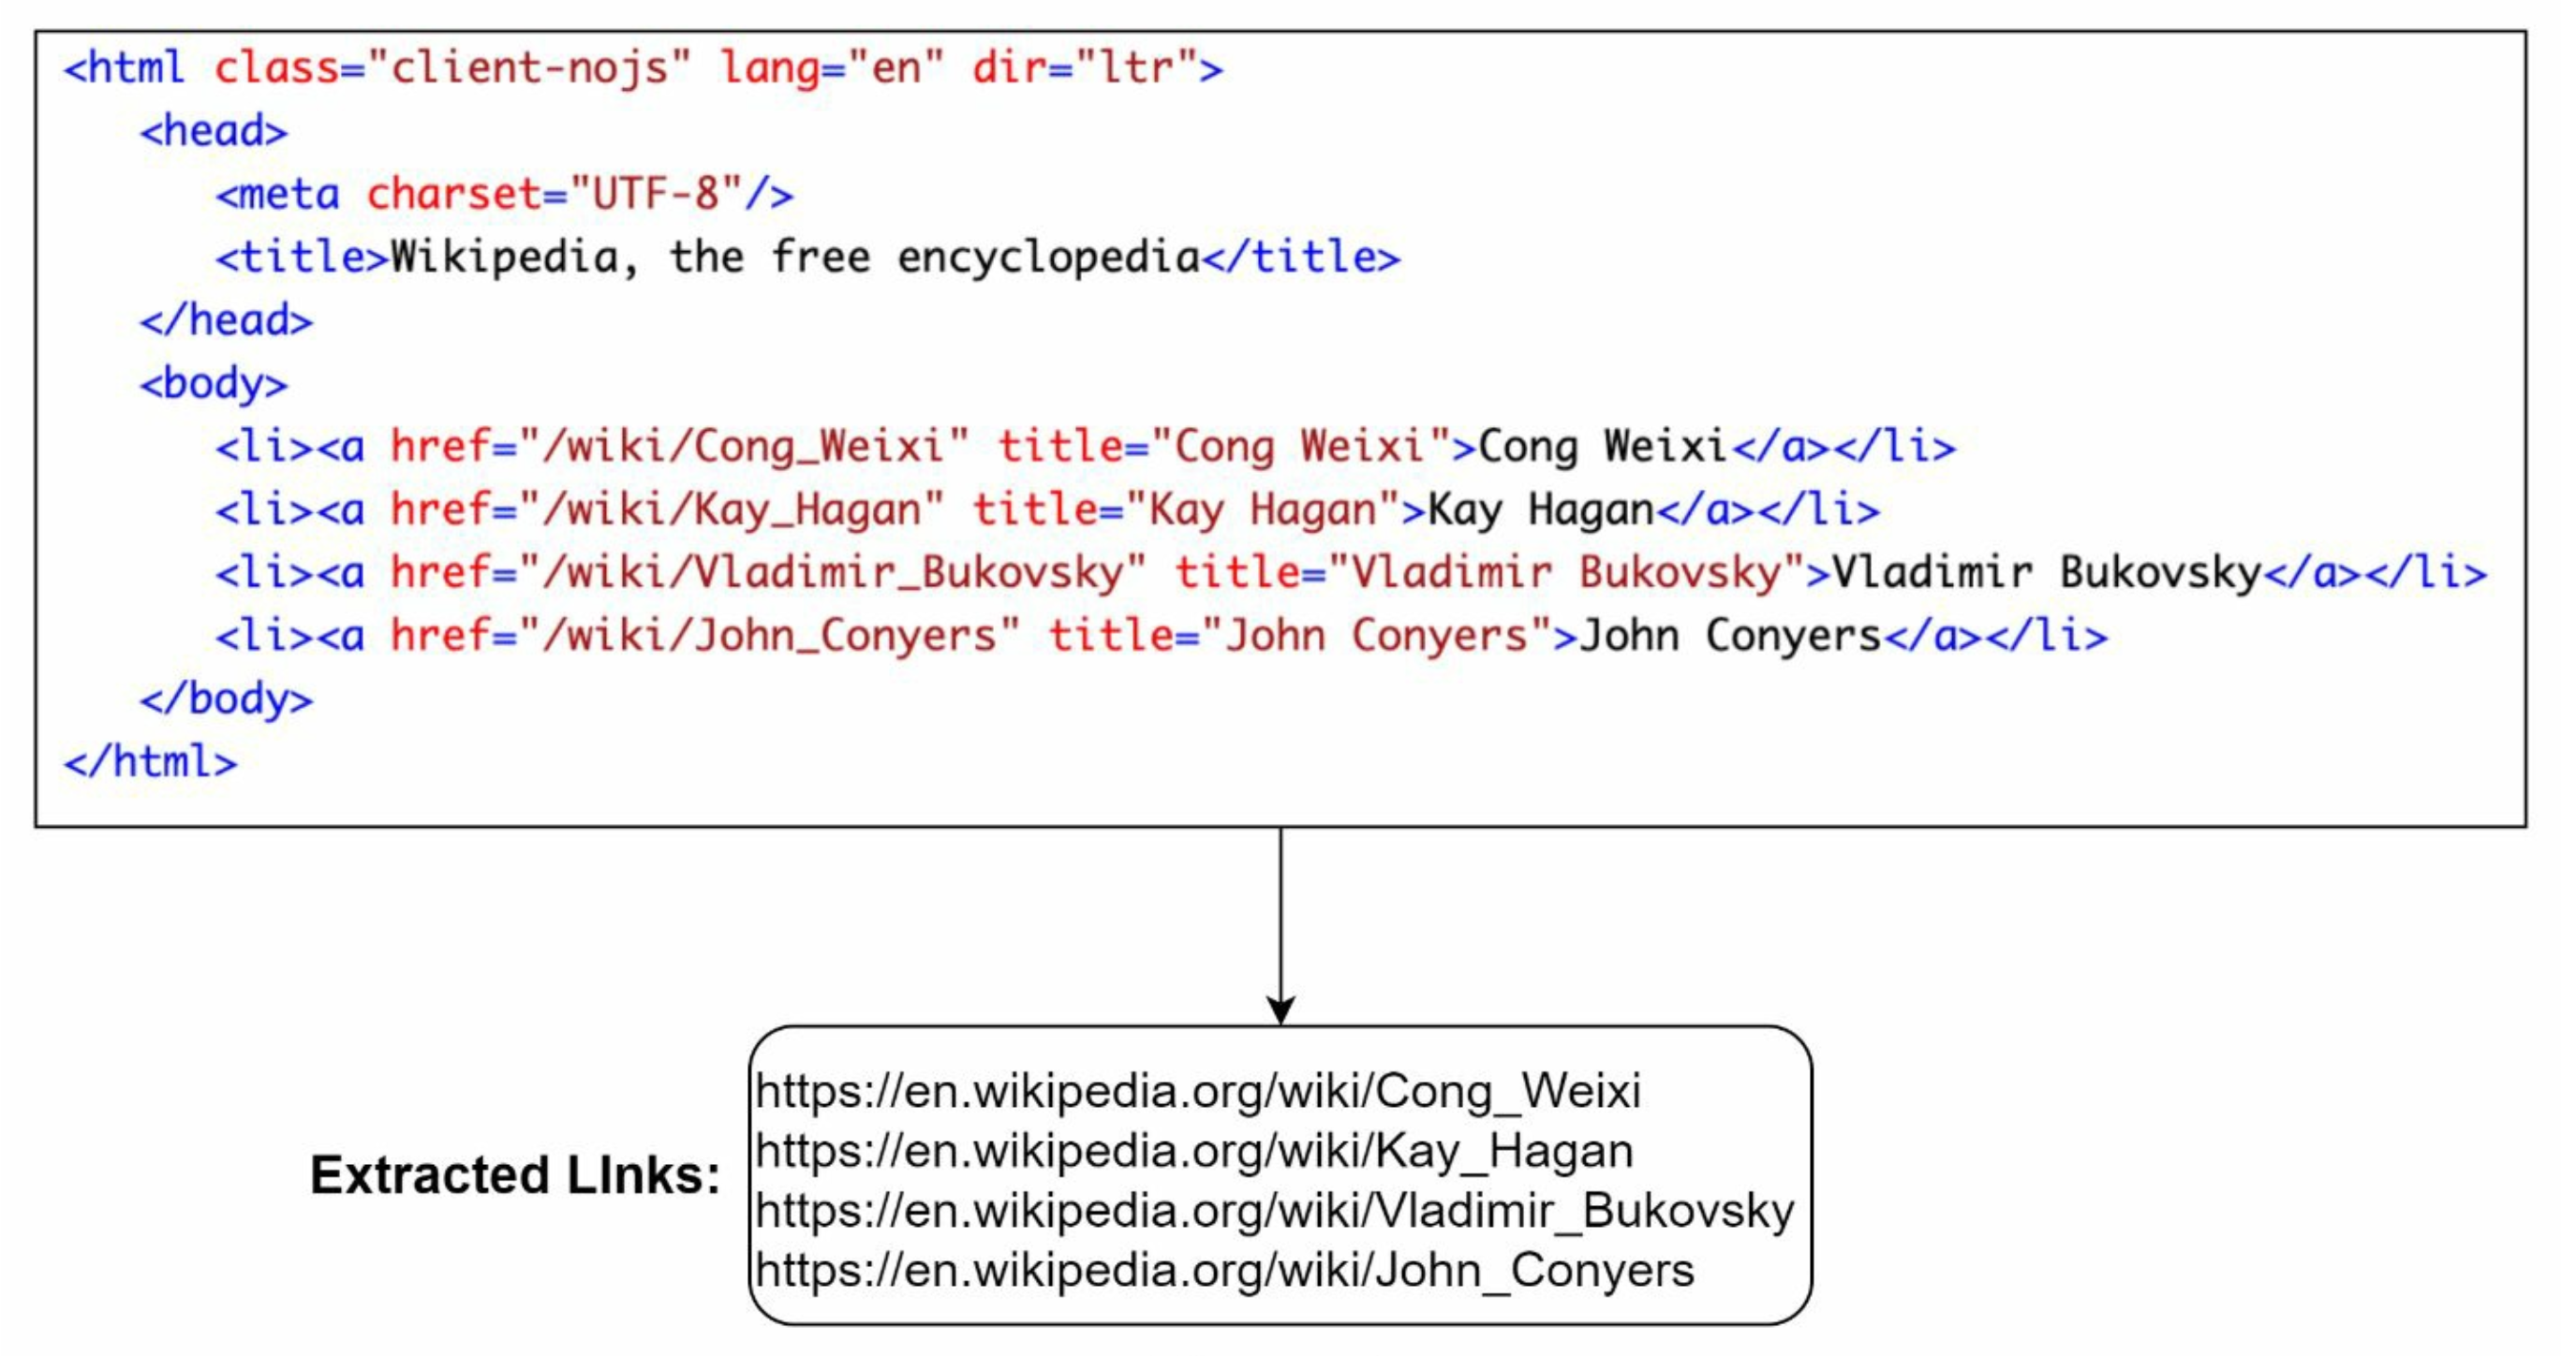 <html class="client-nojs" lang="en" dir="ltr">
   <head>
      <meta charset="UTF-8"/>
      <title>Wikipedia, the free encyclopedia</title>
   </head>
   <body>
      <li><a href="/wiki/Cong_Weixi" title="Cong Weixi">Cong Weixi</a></li>
      <li><a href="/wiki/Kay_Hagan" title="Kay Hagan">Kay Hagan</a></li>
      <li><a href="/wiki/Vladimir_Bukovsky" title="Vladimir Bukovsky">Vladimir Bukovsky</a></li>
      <li><a href="/wiki/John_Conyers" title="John Conyers">John Conyers</a></li>
   </body>
</html>
Extracted LInks:
https://en.wikipedia.org/wiki/Cong_Weixi
https://en.wikipedia.org/wiki/Kay_Hagan
https://en.wikipedia.org/wiki/Vladimir_Bukovsky
https://en.wikipedia.org/wiki/John_Conyers